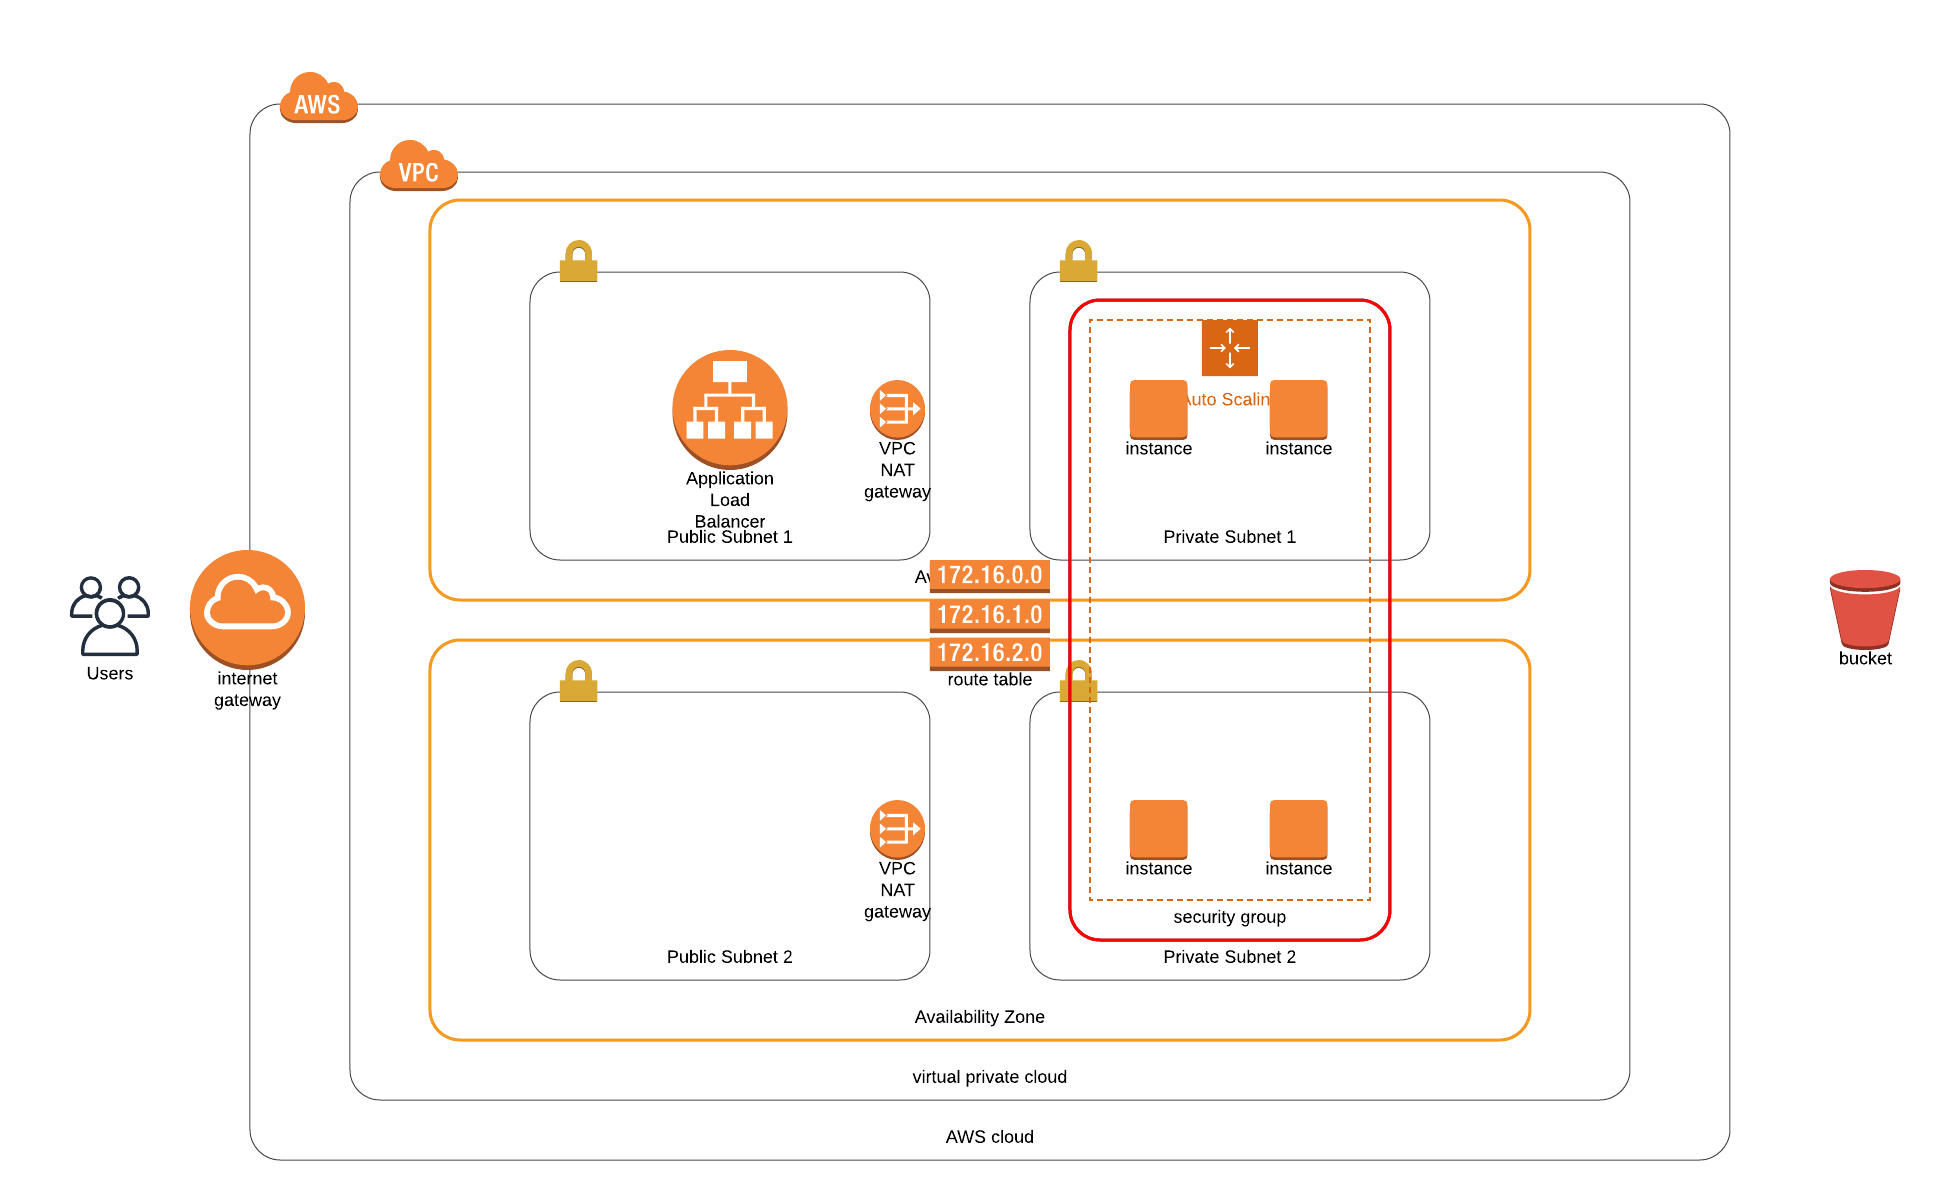 AWS
VPC
Application
Load
Balancer
Public Subnet 1
VPC
NAT
gateway
Auto Scalin
instance
instance
Private Subnet 1
Av
172.16.0.0
172.16.1.0
172.16.2.0
route table
Users
internet
gateway
bucket
VPC
NAT
gateway
Public Subnet 2
instance
instance
security group
Private Subnet 2
Availability Zone
virtual private cloud
AWS cloud